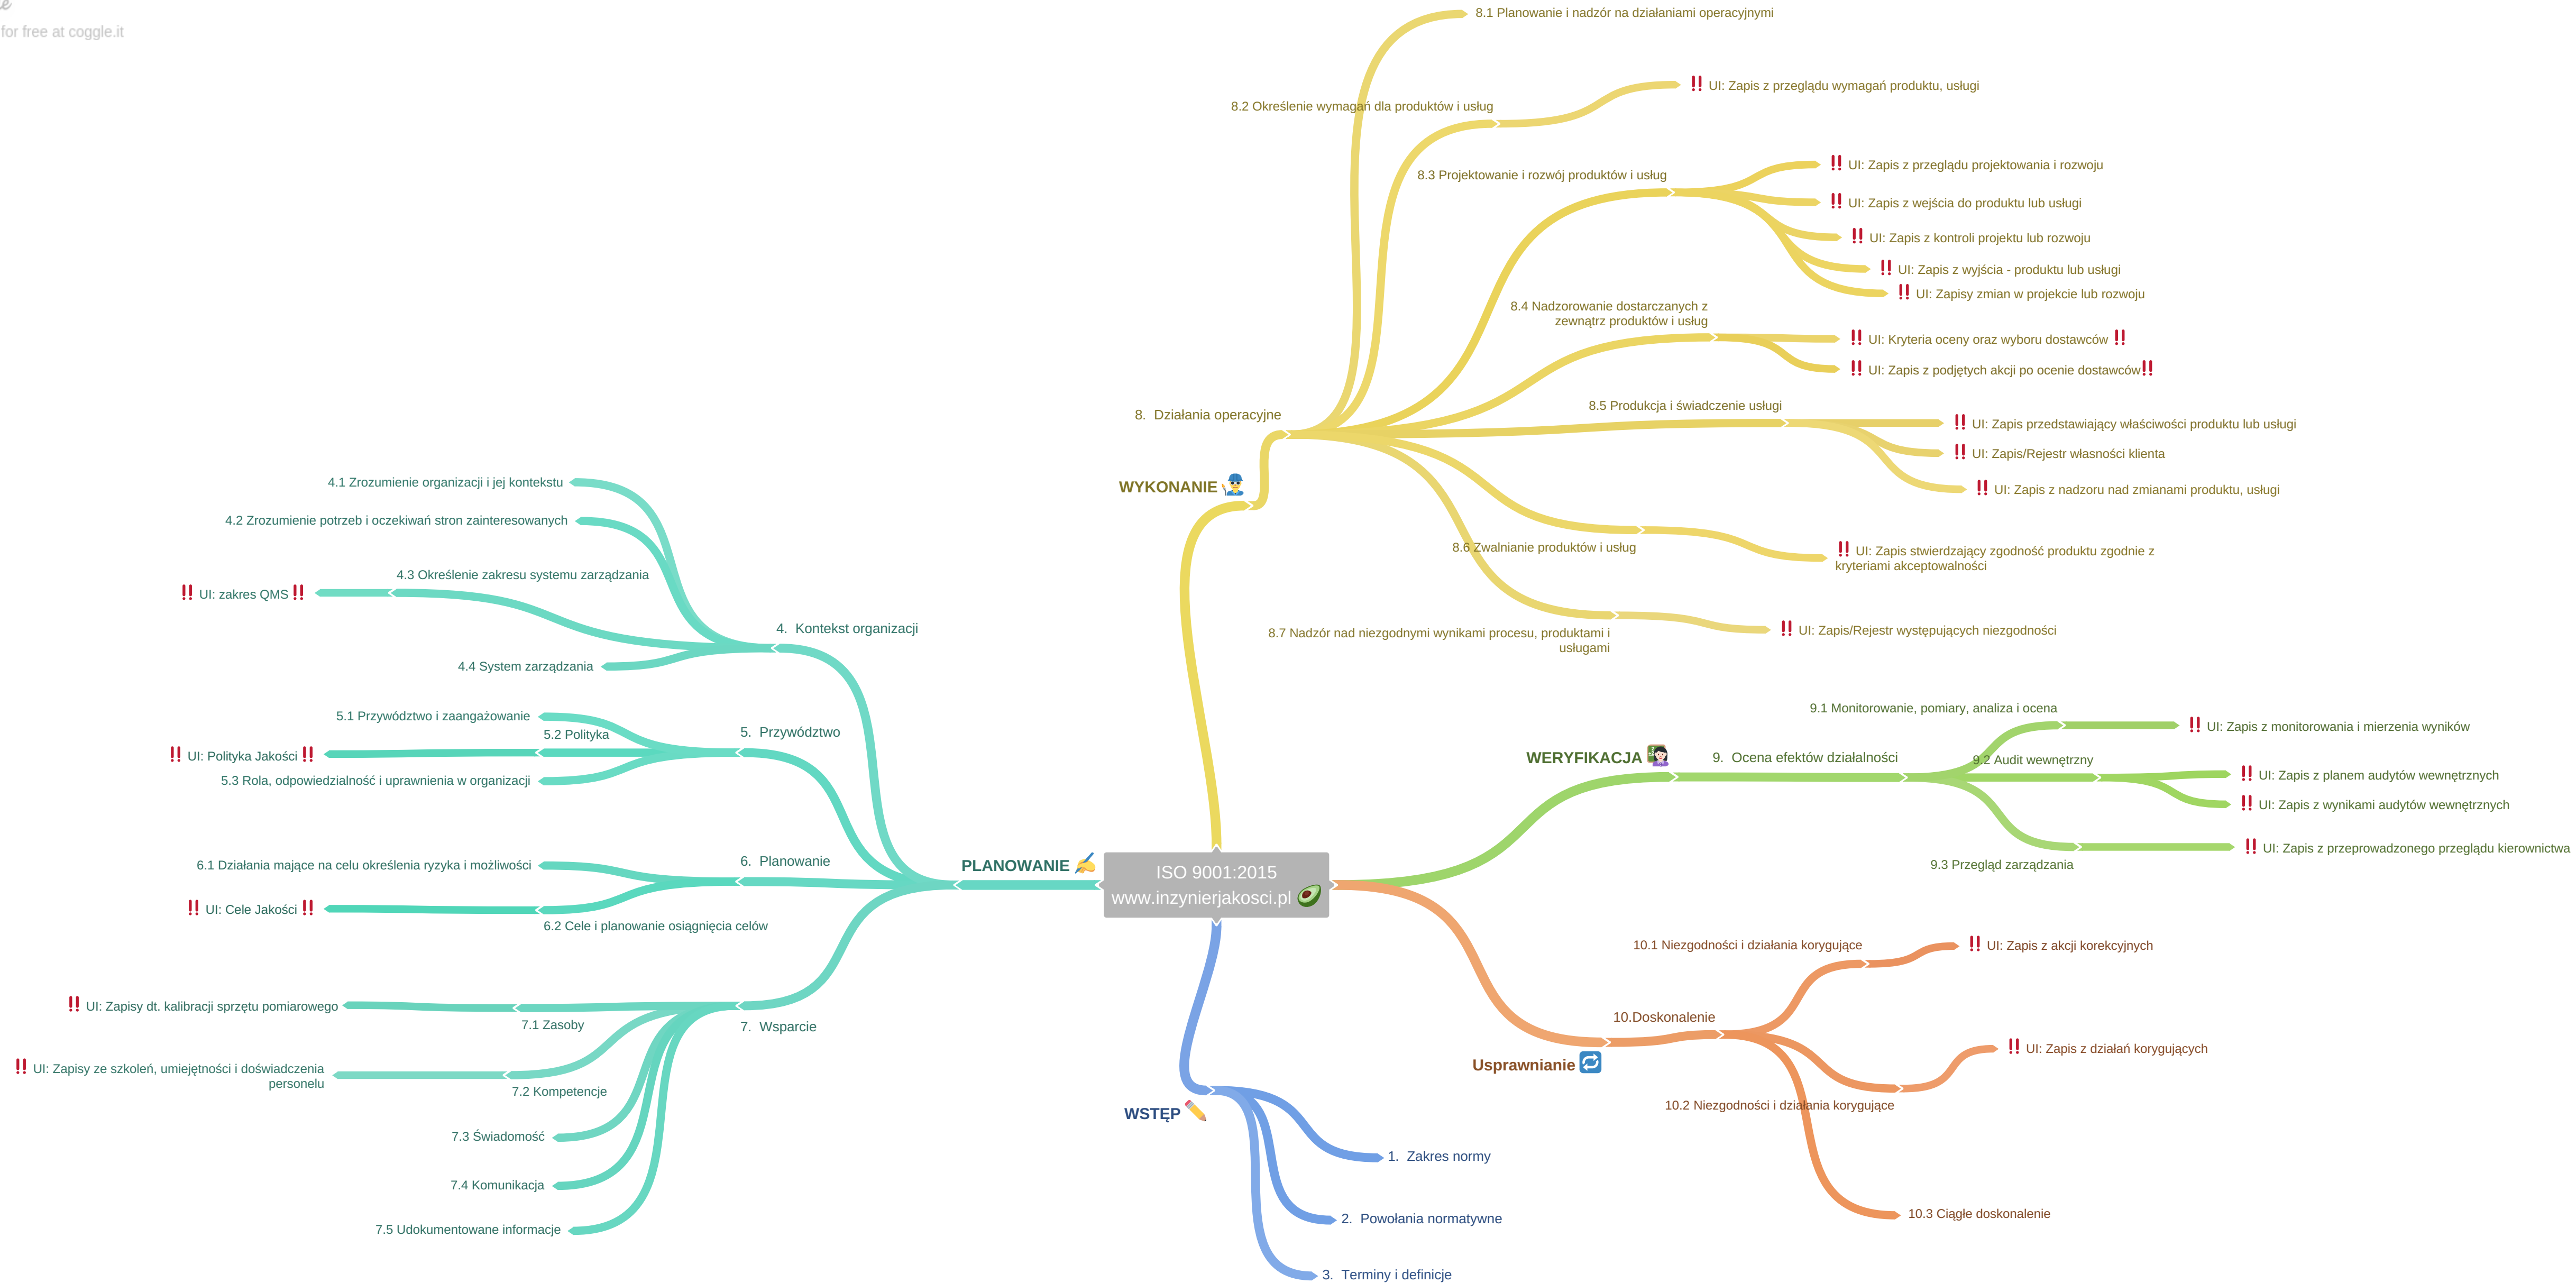 for free at coggle.it
ISO 9001:2015
www.inzynierjakosci.pl
PLANOWANIE
4. Kontekst organizacji
4.1 Zrozumienie organizacji i jej kontekstu
4.2 Zrozumienie potrzeb i oczekiwań stron zainteresowanych
4.3 Określenie zakresu systemu zarządzania
‼ UI: zakres QMS ‼
4.4 System zarządzania
5. Przywództwo
5.1 Przywództwo i zaangażowanie
5.2 Polityka
‼ UI: Polityka Jakości ‼
5.3 Rola, odpowiedzialność i uprawnienia w organizacji
6. Planowanie
6.1 Działania mające na celu określenia ryzyka i możliwości
6.2 Cele i planowanie osiągnięcia celów
‼ UI: Cele Jakości ‼
7. Wsparcie
7.1 Zasoby
‼ UI: Zapisy dt. kalibracji sprzętu pomiarowego
7.2 Kompetencje
‼ UI: Zapisy ze szkoleń, umiejętności i doświadczenia
personelu
7.3 Świadomość
7.4 Komunikacja
7.5 Udokumentowane informacje
WYKONANIE
8. Działania operacyjne
8.1 Planowanie i nadzór na działaniami operacyjnymi
8.2 Określenie wymagań dla produktów i usług
‼ UI: Zapis z przeglądu wymagań produktu, usługi
8.3 Projektowanie i rozwój produktów i usług
‼ UI: Zapis z przeglądu projektowania i rozwoju
‼ UI: Zapis z wejścia do produktu lub usługi
‼ UI: Zapis z kontroli projektu lub rozwoju
‼ UI: Zapis z wyjścia - produktu lub usługi
‼ UI: Zapisy zmian w projekcie lub rozwoju
8.4 Nadzorowanie dostarczanych z
zewnątrz produktów i usług
‼ UI: Kryteria oceny oraz wyboru dostawców ‼
‼ UI: Zapis z podjętych akcji po ocenie dostawców‼
8.5 Produkcja i świadczenie usługi
‼ UI: Zapis przedstawiający właściwości produktu lub usługi
‼ UI: Zapis/Rejestr własności klienta
‼ UI: Zapis z nadzoru nad zmianami produktu, usługi
8.6 Zwalnianie produktów i usług
‼ UI: Zapis stwierdzający zgodność produktu zgodnie z
kryteriami akceptowalności
8.7 Nadzór nad niezgodnymi wynikami procesu, produktami i
usługami
‼ UI: Zapis/Rejestr występujących niezgodności
WERYFIKACJA
9. Ocena efektów działalności
9.1 Monitorowanie, pomiary, analiza i ocena
‼ UI: Zapis z monitorowania i mierzenia wyników
9.2 Audit wewnętrzny
‼ UI: Zapis z planem audytów wewnętrznych
‼ UI: Zapis z wynikami audytów wewnętrznych
9.3 Przegląd zarządzania
‼ UI: Zapis z przeprowadzonego przeglądu kierownictwa
Usprawnianie
10.Doskonalenie
10.1 Niezgodności i działania korygujące
‼ UI: Zapis z akcji korekcyjnych
10.2 Niezgodności i działania korygujące
‼ UI: Zapis z działań korygujących
10.3 Ciągłe doskonalenie
WSTĘP
1. Zakres normy
2. Powołania normatywne
3. Terminy i definicje